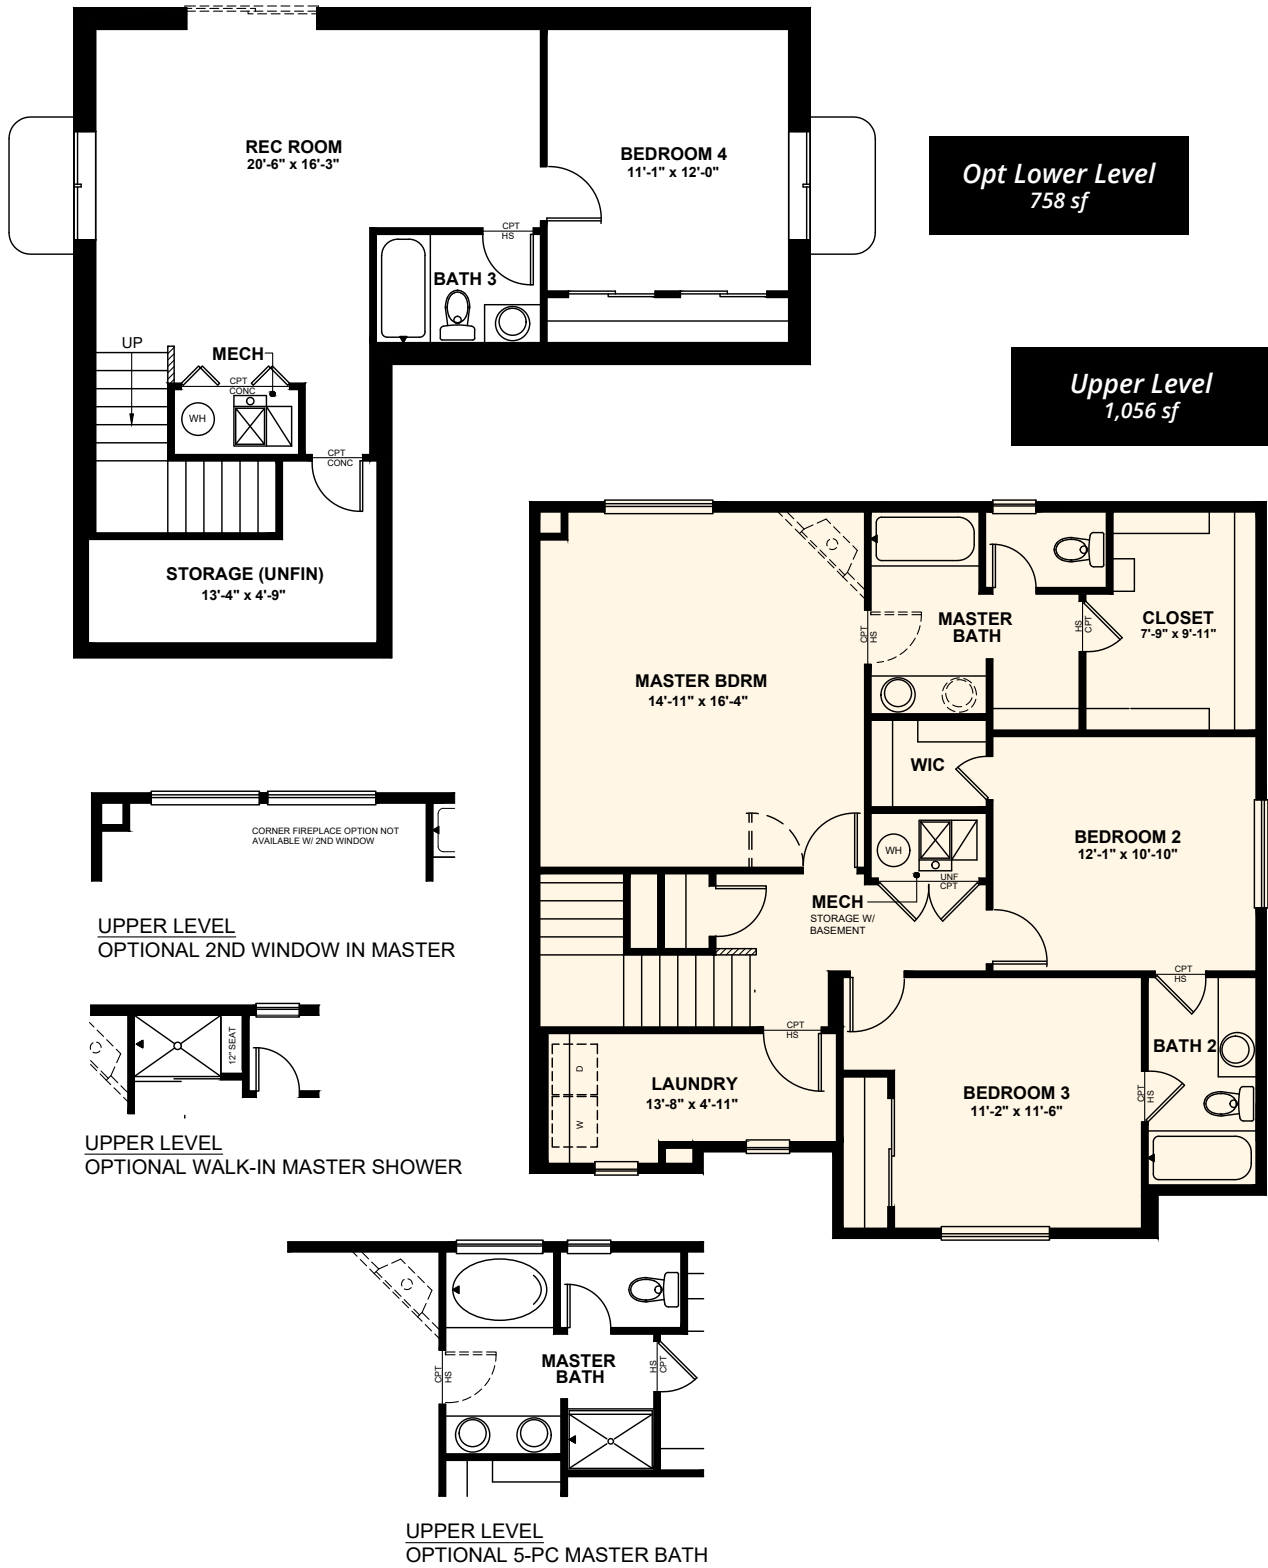 REC ROOM
20'-6" x 16'-3"
BEDROOM 4
11'-1" x 12'-0"
Opt Lower Level
758 sf
CPT
HS
BATH 3
UP
MECH
CPT
CONC
WH
CPT
CONC
STORAGE (UNFIN)
13'-4" x 4'-9"
Upper Level
1,056 sf
MASTER
BATH
CPT
HS
HS
CPT
CLOSET
7'-9" x 9'-11"
MASTER BDRM
14'-11" x 16'-4"
WIC
BEDROOM 2
12'-1" x 10'-10"
WH
UNF
CPT
MECH
STORAGE W/
BASEMENT
CPT
HS
CPT
HS
BATH 2
LAUNDRY
13'-8" x 4'-11"
D
W
BEDROOM 3
11'-2" x 11'-6"
CPT
HS
CORNER FIREPLACE OPTION NOT
AVAILABLE W/ 2ND WINDOW
UPPER LEVEL
OPTIONAL 2ND WINDOW IN MASTER
12" SEAT
UPPER LEVEL
OPTIONAL WALK-IN MASTER SHOWER
MASTER
BATH
CPT
HS
HS
CPT
UPPER LEVEL
OPTIONAL 5-PC MASTER BATH